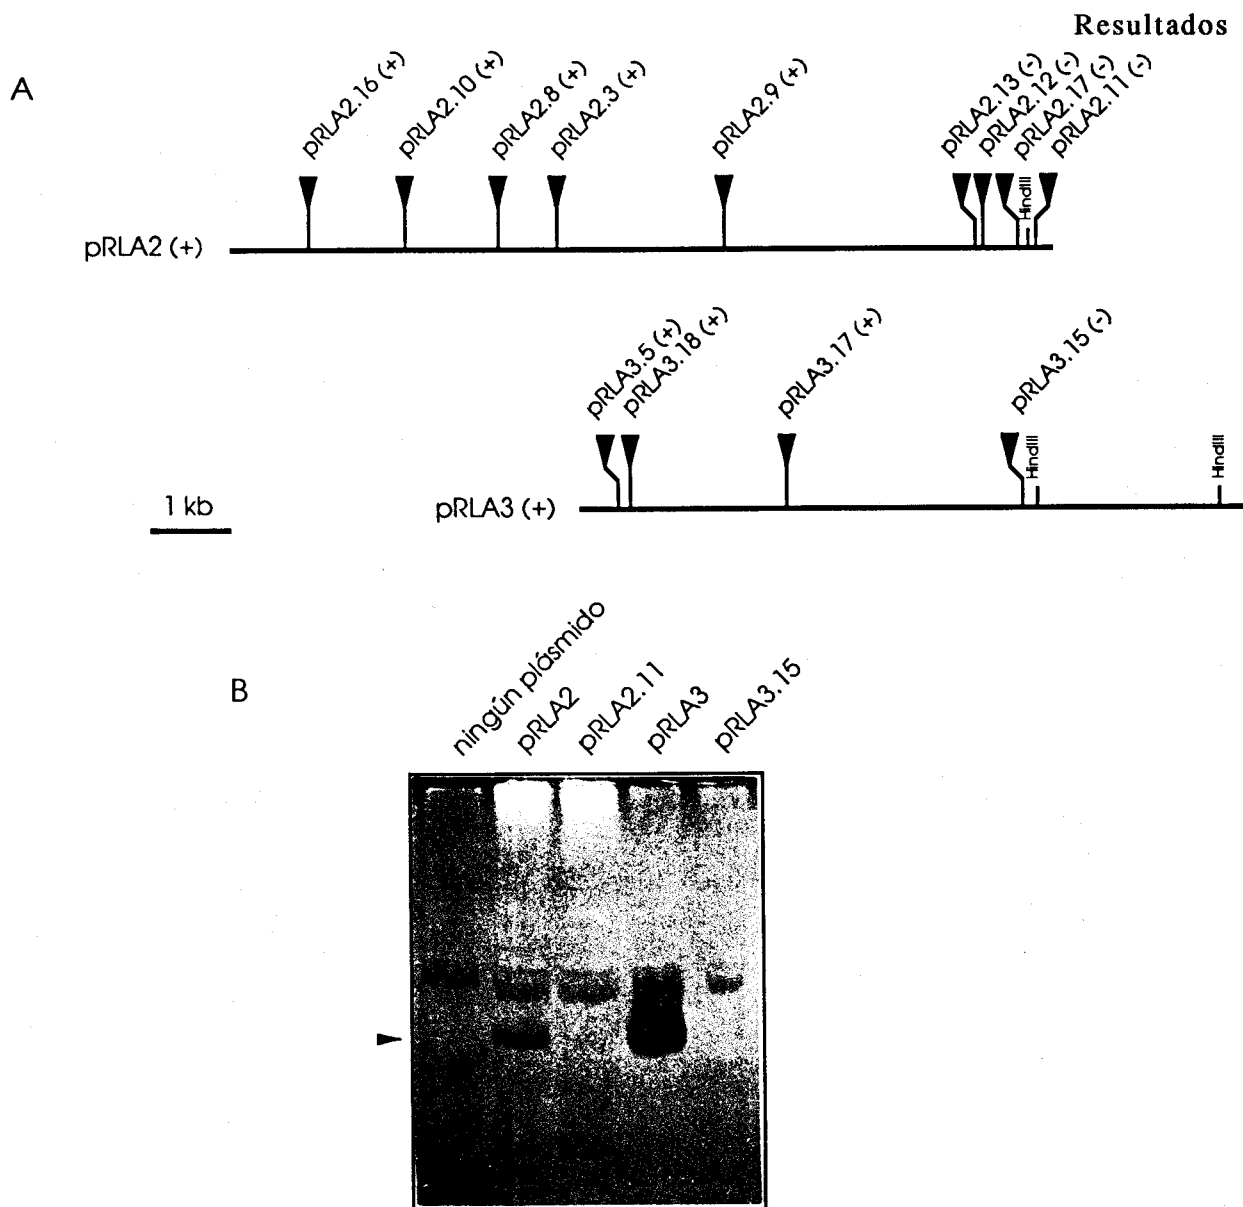 Resultados
A
pRLA2.16 (+)
pRLA2.10 (+)
pRLA2.8 (+)
pRLA2.3 (+)
pRLA2.9 (+)
pRLA2.13 (-)
pRLA2.12 (-)
pRLA2.17 (-)
pRLA2.11 (-)
HindIII
pRLA2 (+)
pRLA3.5 (+)
pRLA3.18 (+)
pRLA3.17 (+)
pRLA3.15 (-)
HindIII
HindIII
1 kb
pRLA3 (+)
B
ningún plásmido
pRLA2
pRLA2.11
pRLA3
pRLA3.15